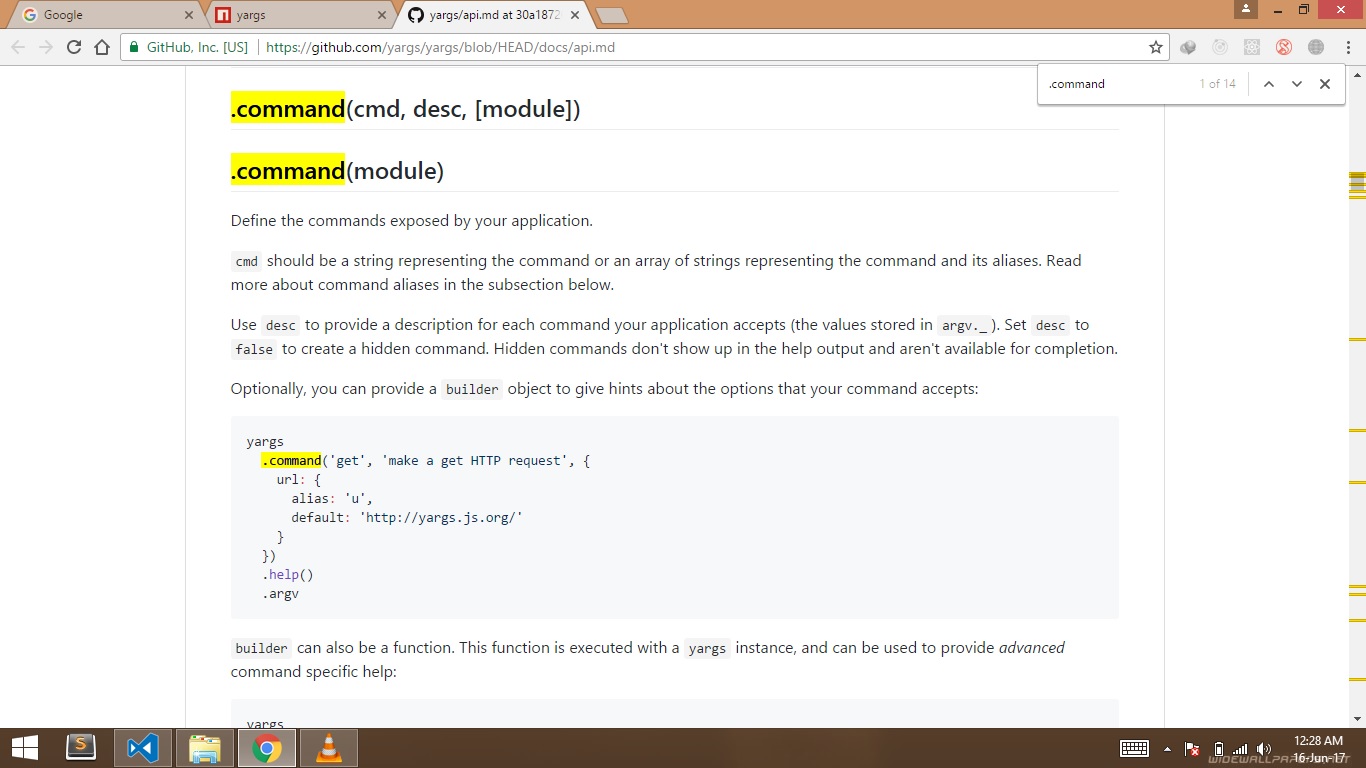 Google
yargs
yargs/api.md at 30a1872
GitHub, Inc. [US]
https://github.com/yargs/yargs/blob/HEAD/docs/api.md
.command
1 of 14
.command(cmd, desc, [module])
.command(module)
Define the commands exposed by your application.
cmd should be a string representing the command or an array of strings representing the command and its aliases. Read
more about command aliases in the subsection below.
Use desc to provide a description for each command your application accepts (the values stored in argv._ ). Set desc to
false to create a hidden command. Hidden commands don't show up in the help output and aren't available for completion.
Optionally, you can provide a builder object to give hints about the options that your command accepts:
yargs
.command('get', 'make a get HTTP request', {
url: {
alias: 'u',
default: 'http://yargs.js.org/'
}
})
.help()
.argv
builder can also be a function. This function is executed with a yargs instance, and can be used to provide advanced
command specific help:
yargs
12:28 AM
16-Jun-17